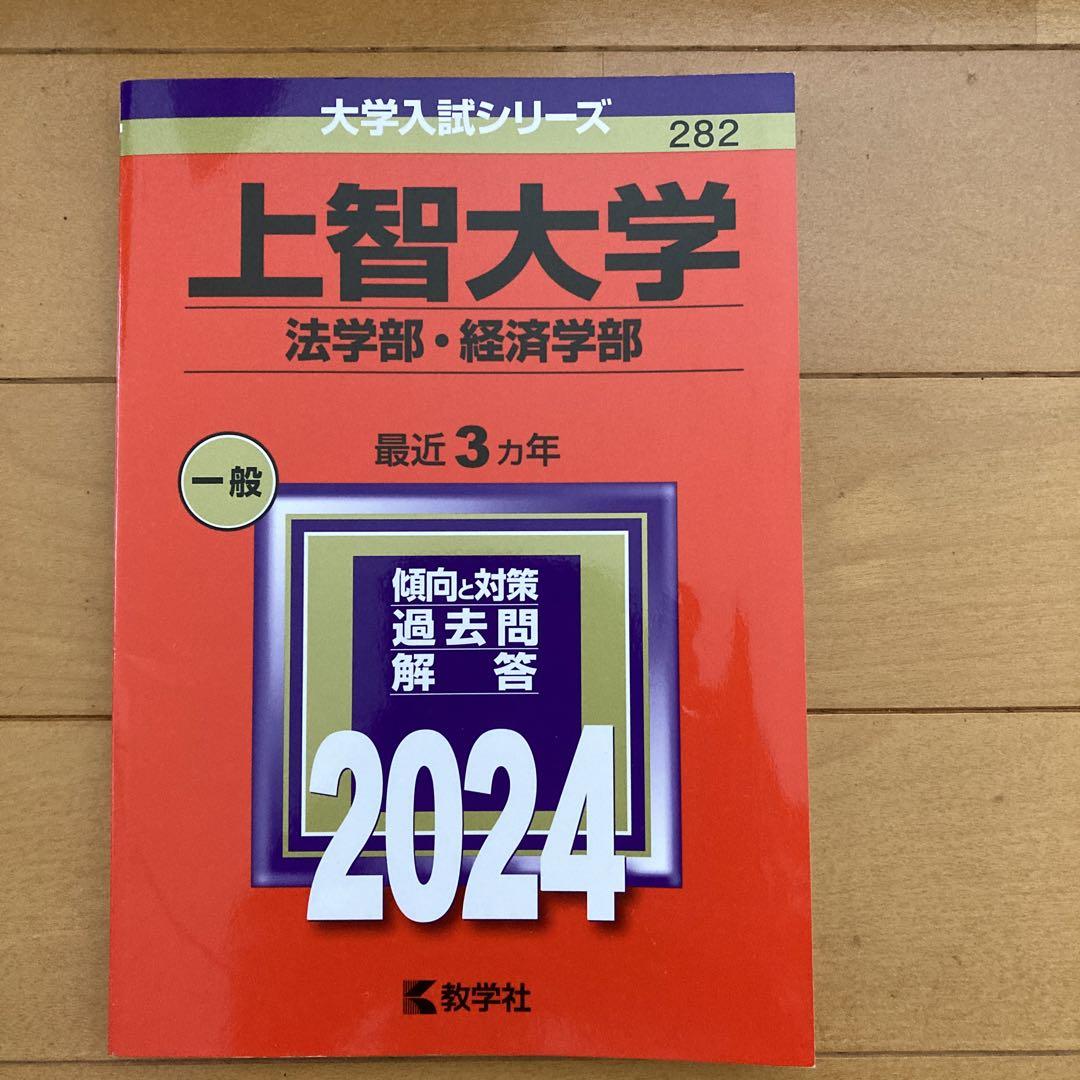 大学入試シリーズ
282
上智大学
法学部・経済学部
最近3カ年
一般
傾向と対策
過去問
解答
2024
教学社